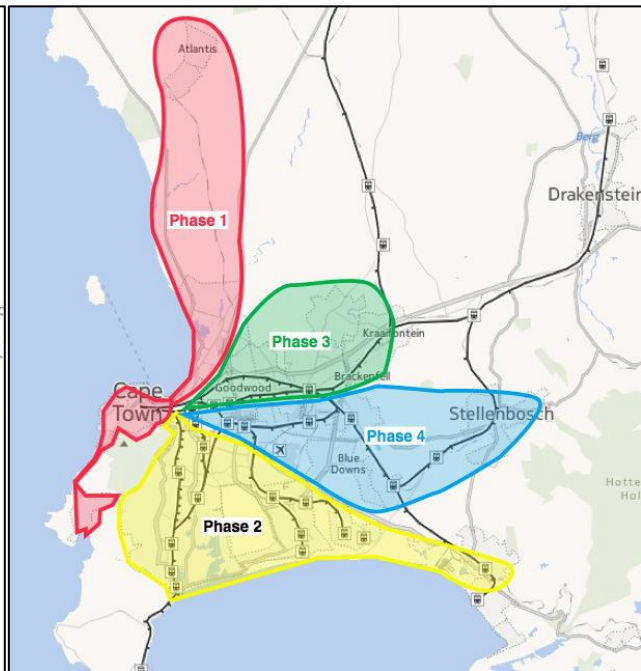 Atlantis
Phase 1
Berg
Drakenstein
Phase 3
Kraaifontein
Goodwood
Brackenfell
Cape
Town
Stellenbosch
Phase 4
Blue
Downs
Phase 2